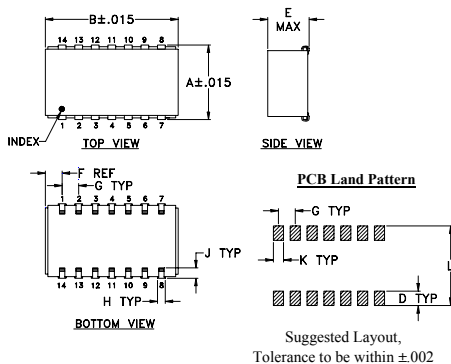 B±.015
14 13 12 11 10 9 8
A±.015
INDEX
1 2 3 4 5 6 7
TOP VIEW
E
MAX
SIDE VIEW
F REF
G TYP
1 2 3 4 5 6 7
J TYP
14 13 12 11 10 9 8
H TYP
BOTTOM VIEW
PCB Land Pattern
G TYP
K TYP
L
D TYP
Suggested Layout,
Tolerance to be within ±.002